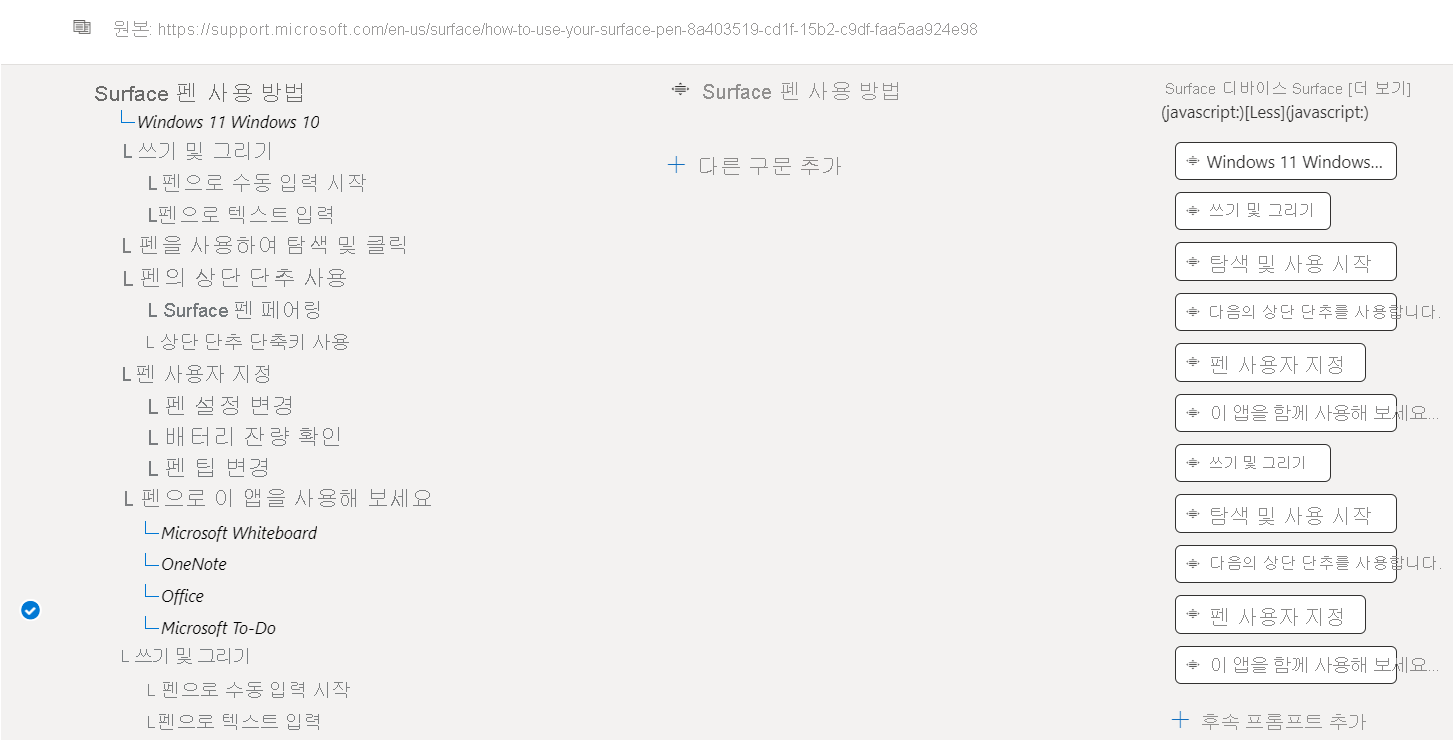 원본: https://support.microsoft.com/en-us/surface/how-to-use-your-surface-pen-8a403519-cd1f-15b2-c9df-faa5aa924e98
Surface 펜 사용 방법
Windows 11 Windows 10
쓰기 및 그리기
펜으로 수동 입력 시작
펜으로 텍스트 입력
펜을 사용하여 탐색 및 클릭
펜의 상단 단추 사용
Surface 펜 페어링
상단 단추 단축키 사용
펜 사용자 지정
펜 설정 변경
배터리 잔량 확인
펜 팁 변경
펜으로 이 앱을 사용해 보세요
Microsoft Whiteboard
OneNote
Office
Microsoft To-Do
쓰기 및 그리기
펜으로 수동 입력 시작
펜으로 텍스트 입력
Surface 펜 사용 방법
다른 구문 추가
Surface 디바이스 Surface [더 보기]
(javascript:)[Less](javascript:)
Windows 11 Windows...
쓰기 및 그리기
탐색 및 사용 시작
다음의 상단 단추를 사용합니다.
펜 사용자 지정
이 앱을 함께 사용해 보세요...
쓰기 및 그리기
탐색 및 사용 시작
다음의 상단 단추를 사용합니다.
펜 사용자 지정
이 앱을 함께 사용해 보세요...
후속 프롬프트 추가